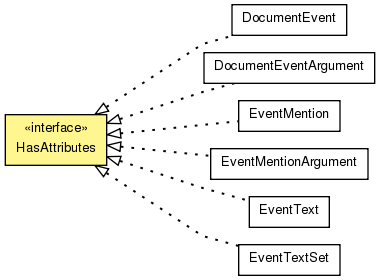 DocumentEvent
DocumentEventArgument
«interface»
HasAttributes
EventMention
EventMentionArgument
EventText
EventTextSet